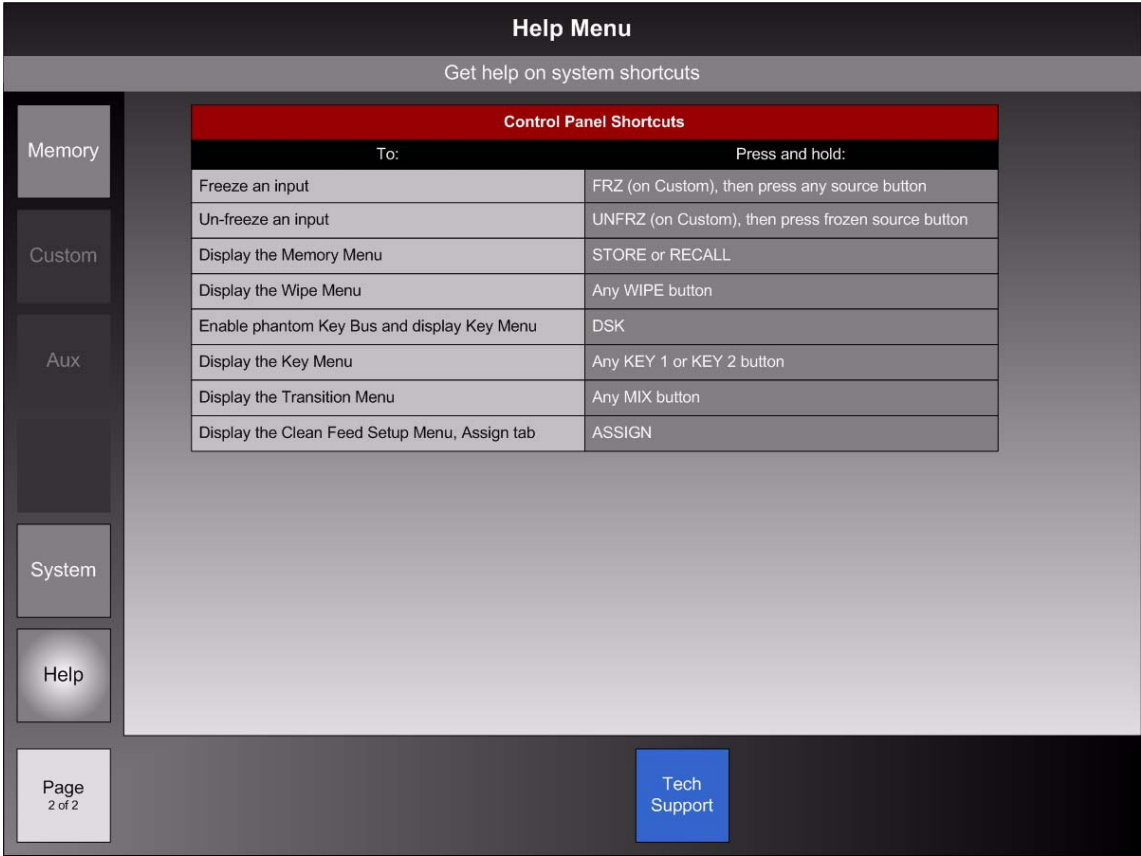 Help Menu
Get help on system shortcuts
Memory
Custom
Aux
System
Help
Control Panel Shortcuts
To: Press and hold:
Freeze an input FRZ (on Custom), then press any source button
Un-freeze an input UNFRZ (on Custom), then press frozen source button
Display the Memory Menu STORE or RECALL
Display the Wipe Menu Any WIPE button
Enable phantom Key Bus and display Key Menu DSK
Display the Key Menu Any KEY 1 or KEY 2 button
Display the Transition Menu Any MIX button
Display the Clean Feed Setup Menu, Assign tab ASSIGN
Page
2 of 2
Tech
Support